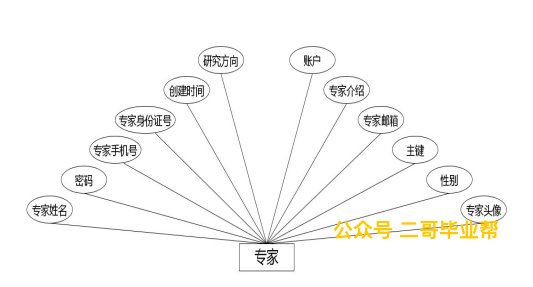 研究方向
账户
创建时间
专家介绍
专家身份证号
专家邮箱
专家手机号
主键
密码
性别
专家姓名
专家头像
公众号 二哥毕业帮
专家